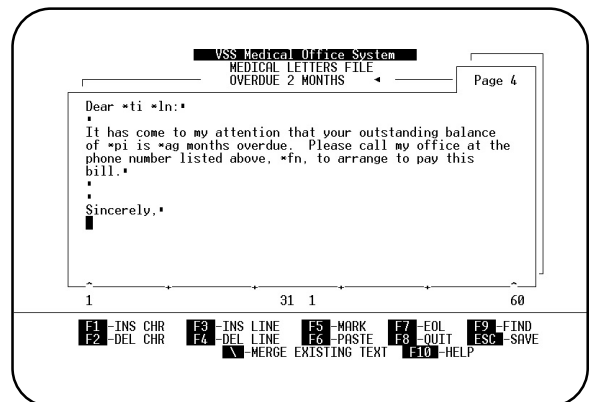 VSS Medical Office System
MEDICAL LETTERS FILE
OVERDUE 2 MONTHS ◄
Page 4
Dear *ti *ln:
It has come to my attention that your outstanding balance
of *pi is *ag months overdue.  Please call my office at the
phone number listed above, *fn, to arrange to pay this
bill.
Sincerely,
1 31 1 60
F1 -INS CHR F3 -INS LINE F5 -MARK F7 -EOL F9 -FIND
F2 -DEL CHR F4 -DEL LINE F6 -PASTE F8 -QUIT ESC -SAVE
\ -MERGE EXISTING TEXT F10 -HELP